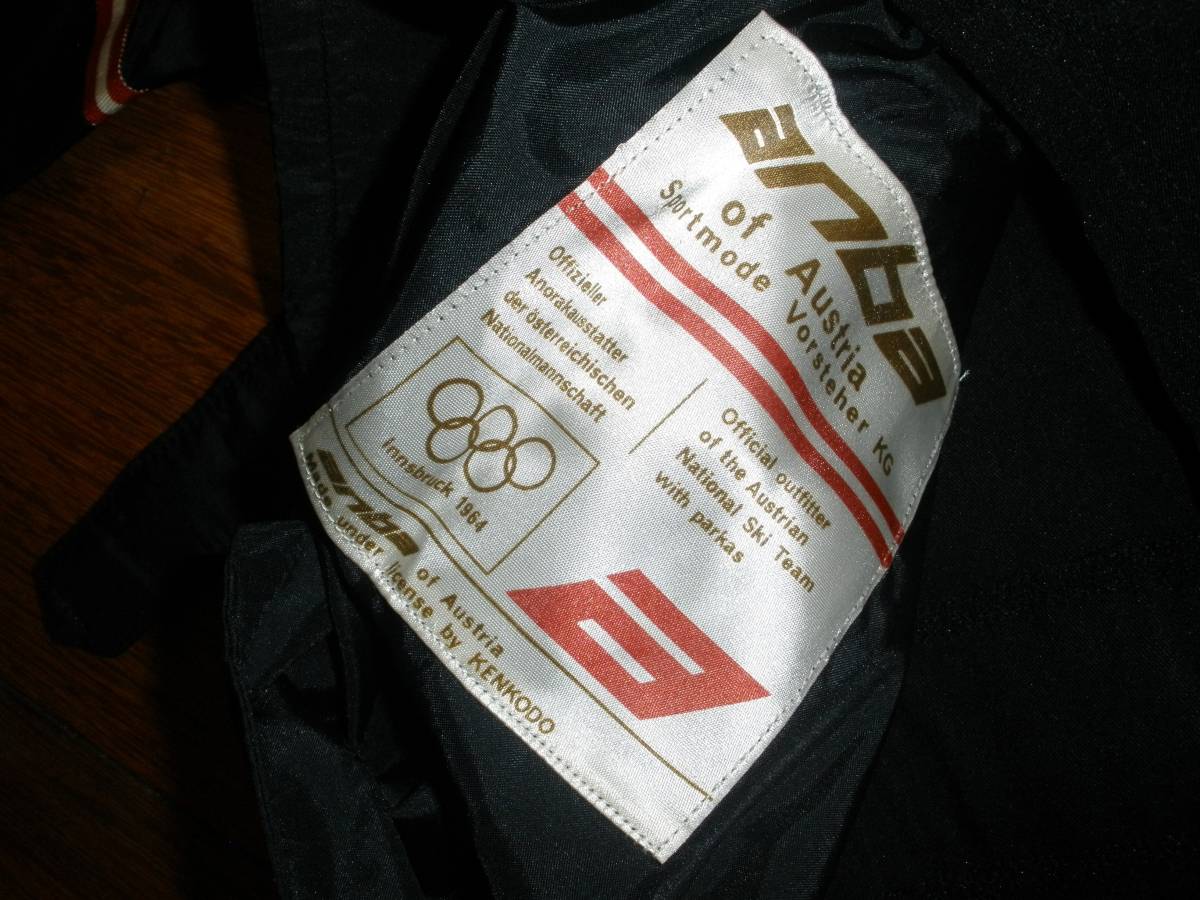 anba
of Austria
Sportmode Vorsteher KG
Offizieller
Anorakausstatter
der österreichischen
Nationalmannschaft
Official outfitter
of the Austrian
National Ski Team
with parkas
Innsbruck 1964
a
anba of Austria
Made under license by KENKODO